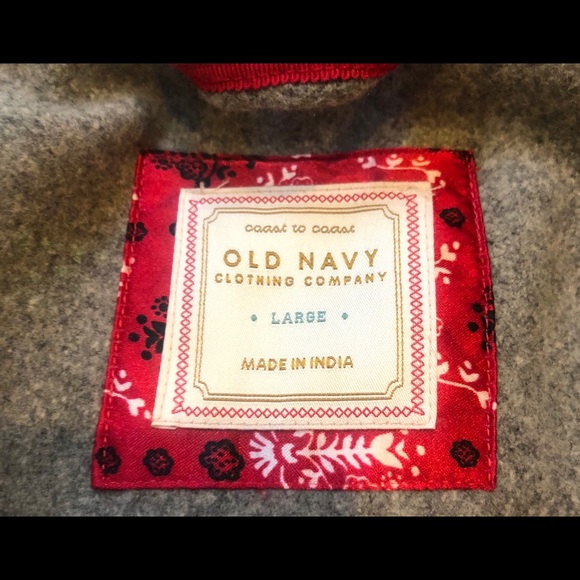 coast to coast
OLD NAVY
CLOTHING COMPANY
• LARGE •
MADE IN INDIA